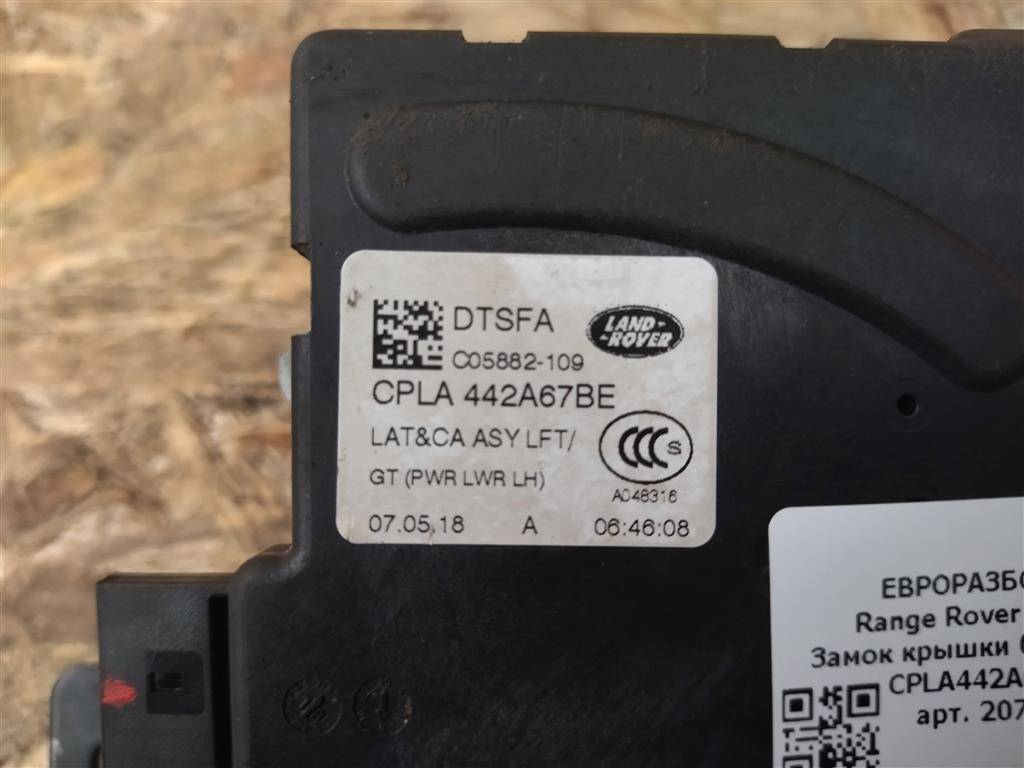 DTSFA
LAND-
-ROVER
C05882-109
CPLA 442A67BE
LAT&CA ASY LFT/
GT (PWR LWR LH)
CCC S
A048316
07.05.18 A 06:46:08
ЕВРОРАЗБО
Range Rover
Замок крышки
CPLA442A
арт. 207